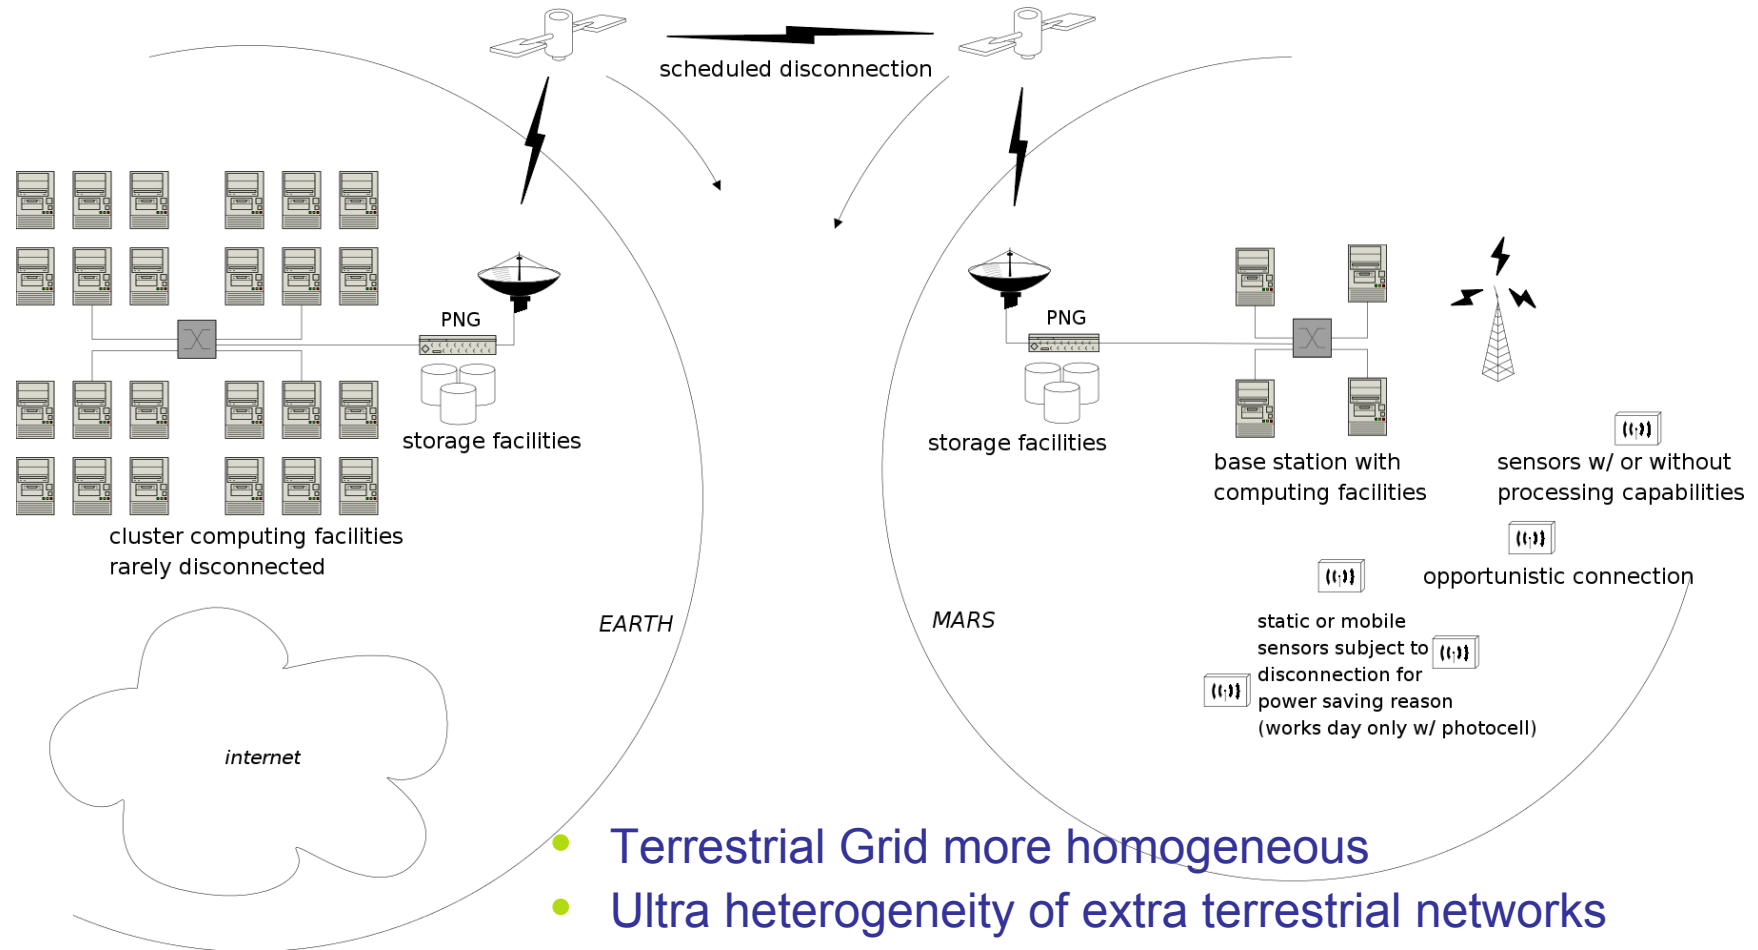 scheduled disconnection
PNG
PNG
storage facilities
storage facilities
base station with
computing facilities
sensors w/ or without
processing capabilities
cluster computing facilities
rarely disconnected
opportunistic connection
EARTH
MARS
static or mobile
sensors subject to
disconnection for
power saving reason
(works day only w/ photocell)
internet
• Terrestrial Grid more homogeneous
• Ultra heterogeneity of extra terrestrial networks